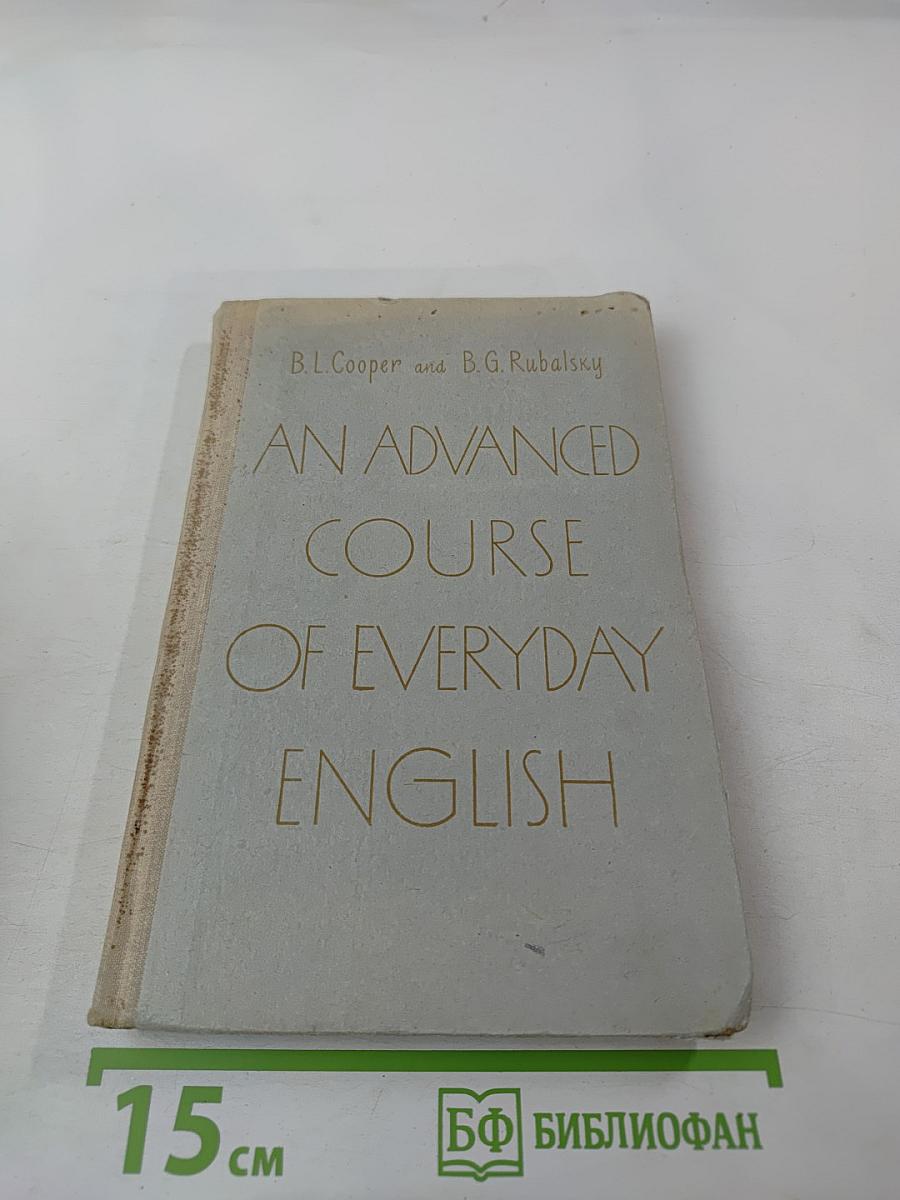 B.L.Cooper and B.G.Rubalsky
AN ADVANCED
COURSE
OF EVERYDAY
ENGLISH
15 см
БФ БИБЛИОФАН